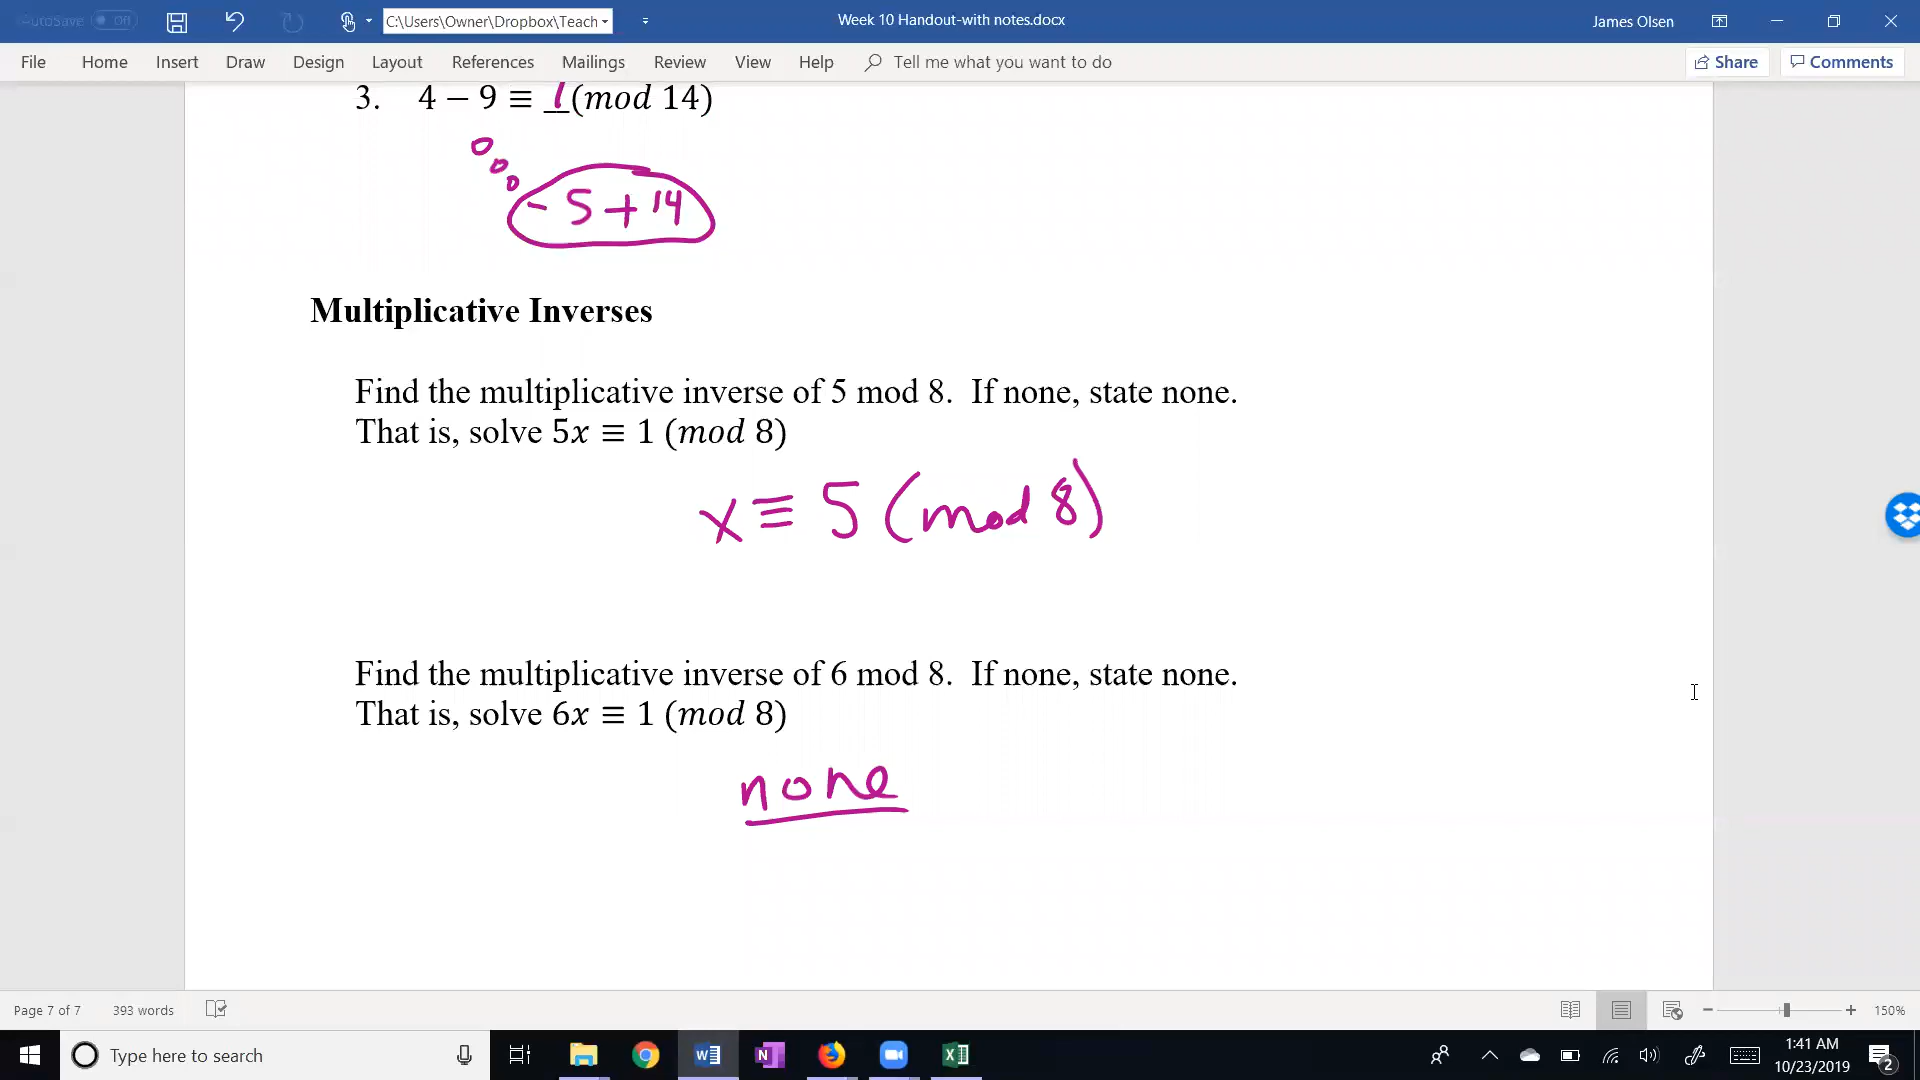 AutoSave Off C:\Users\Owner\Dropbox\Teach Week 10 Handout-with notes.docx James Olsen
File Home Insert Draw Design Layout References Mailings Review View Help Tell me what you want to do Share Comments
3. 4 − 9 ≡ __(mod 14)
- 5 + 14
Multiplicative Inverses
Find the multiplicative inverse of 5 mod 8. If none, state none.
That is, solve 5x ≡ 1 (mod 8)
x ≡ 5 (mod 8)
Find the multiplicative inverse of 6 mod 8. If none, state none.
That is, solve 6x ≡ 1 (mod 8)
none
Page 7 of 7 393 words 150%
Type here to search
1:41 AM
10/23/2019 2